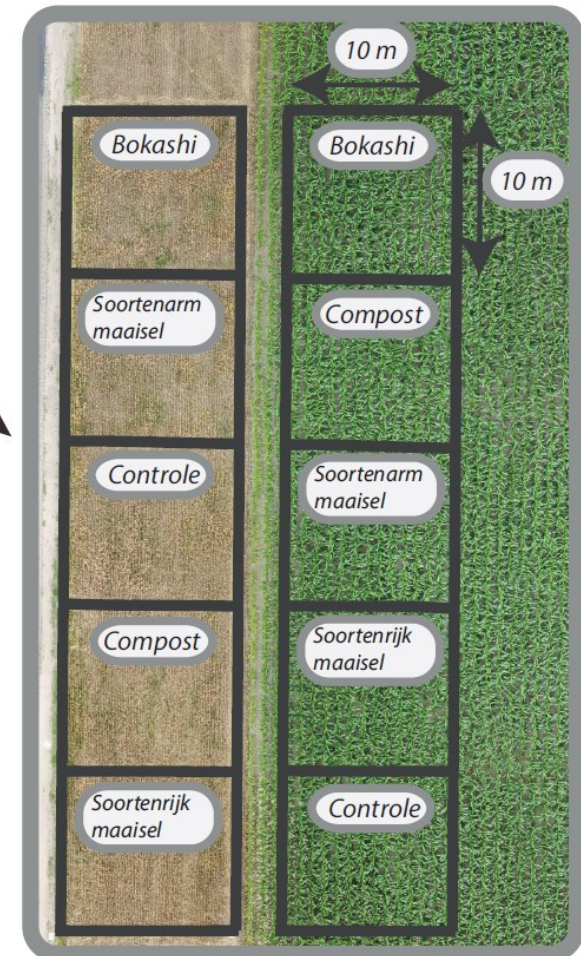 10 m
Bokashi
Bokashi
10 m
Soortenarm
maaisel
Compost
Controle
Soortenarm
maaisel
Compost
Soortenrijk
maaisel
Soortenrijk
maaisel
Controle